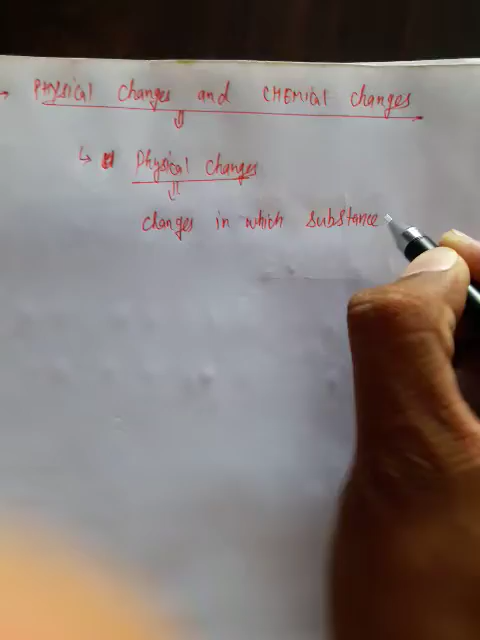 → Physical changes and CHEMical changes
↳ Physical changes
changes in which substance